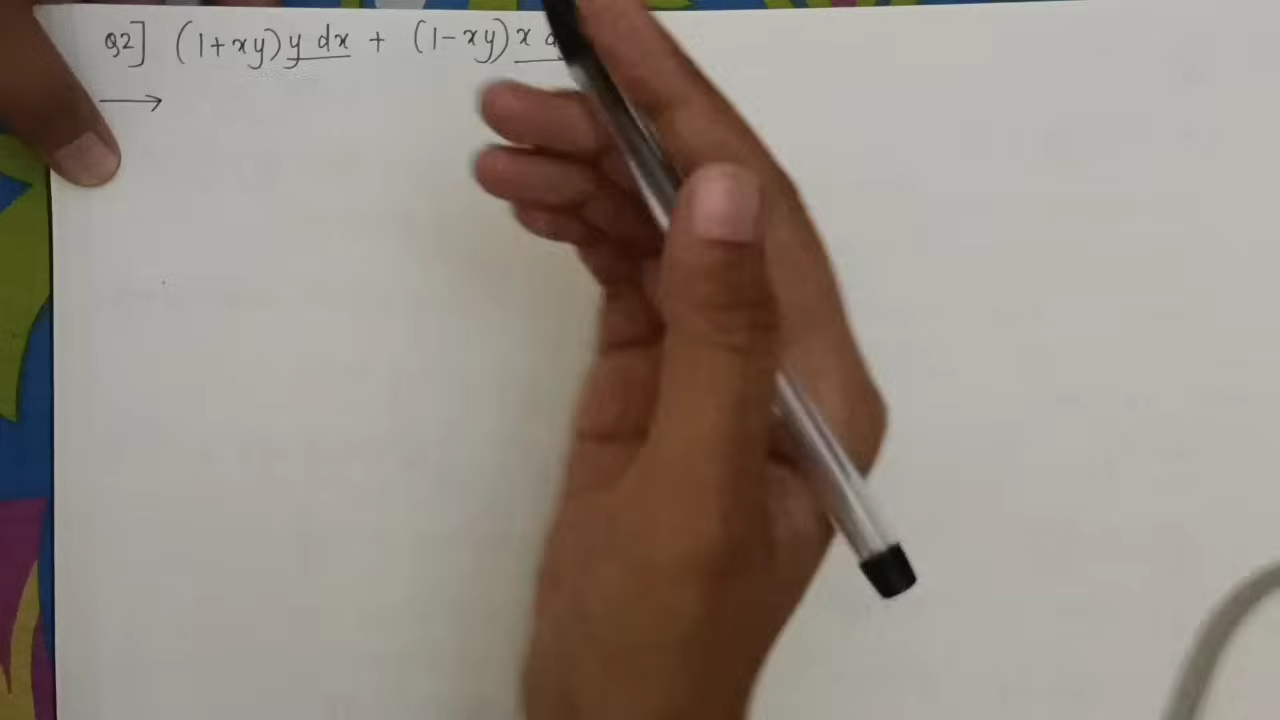 Q2] (1+xy)y dx + (1-xy)x